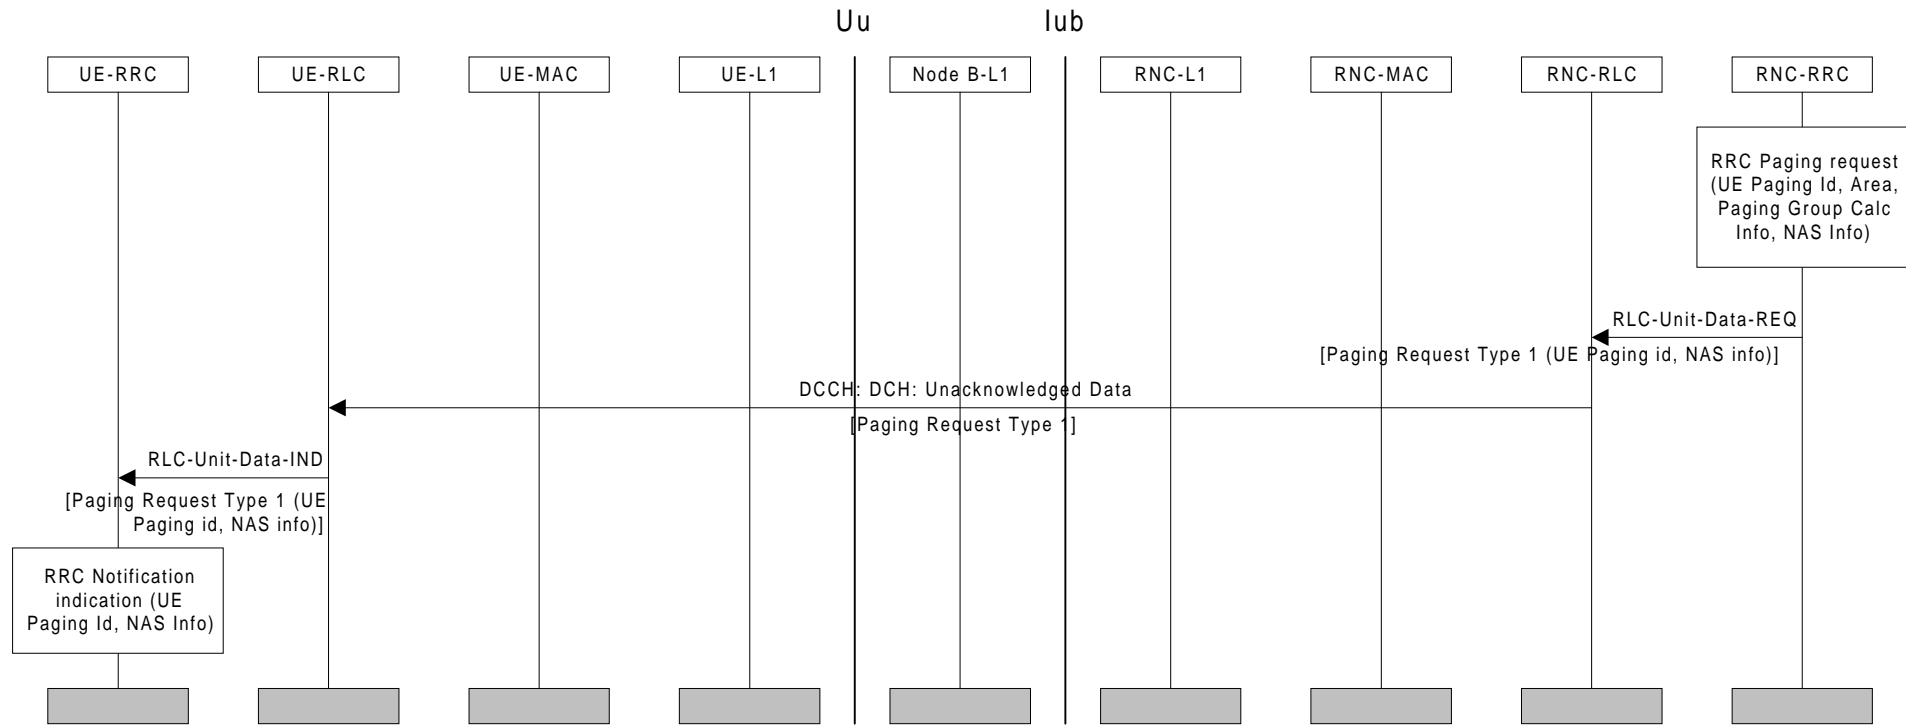 Uu
Iub
UE-RRC
UE-RLC
UE-MAC
UE-L1
Node B-L1
RNC-L1
RNC-MAC
RNC-RLC
RNC-RRC
RRC Paging request
(UE Paging Id, Area,
Paging Group Calc
Info, NAS Info)
RLC-Unit-Data-REQ
[Paging Request Type 1 (UE Paging id, NAS info)]
DCCH: DCH: Unacknowledged Data
[Paging Request Type 1]
RLC-Unit-Data-IND
[Paging Request Type 1 (UE
Paging id, NAS info)]
RRC Notification
indication (UE
Paging Id, NAS Info)